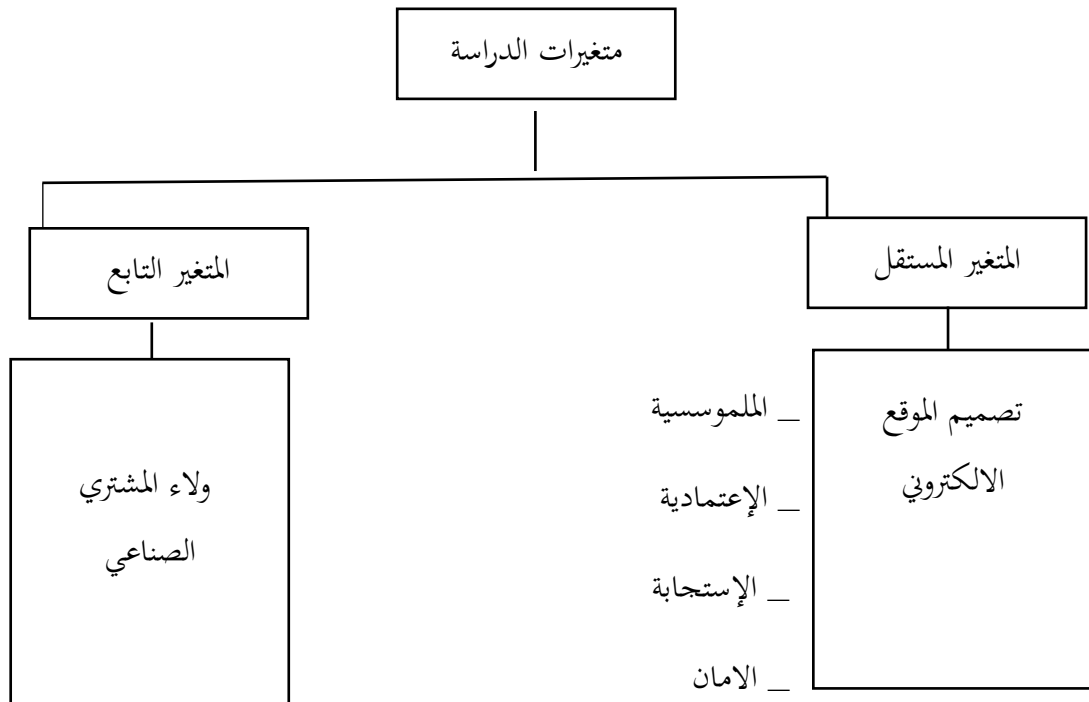 متغيرات الدراسة
المتغير المستقل
المتغير التابع
تصميم الموقع
الالكتروني
_ الملموسسية
_ الإعتمادية
_ الإستجابة
_ الامان
ولاء المشتري
الصناعي